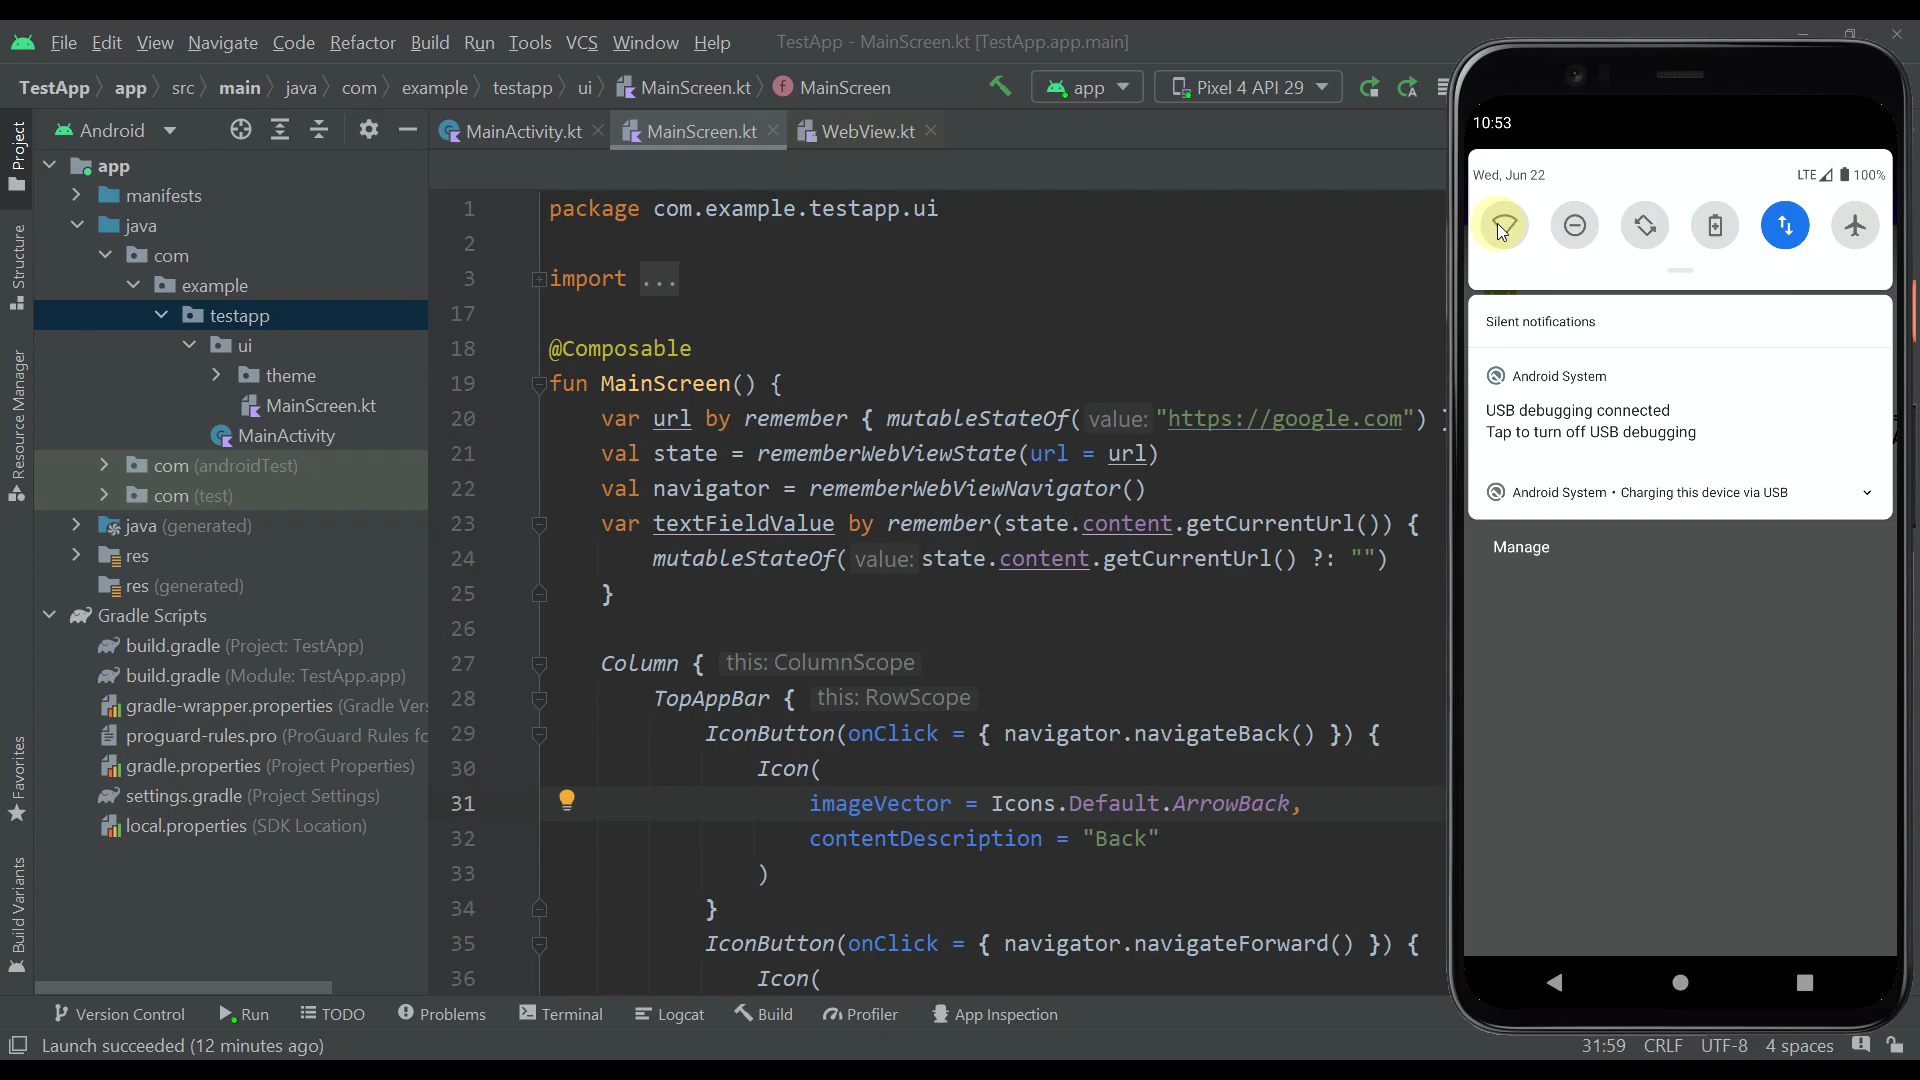 File Edit View Navigate Code Refactor Build Run Tools VCS Window Help TestApp - MainScreen.kt [TestApp.app.main]
TestApp app src main java com example testapp ui MainScreen.kt MainScreen app Pixel 4 API 29
Android
MainActivity.kt MainScreen.kt WebView.kt
Project
Structure
Resource Manager
Favorites
Build Variants
app
manifests
java
com
example
testapp
ui
theme
MainScreen.kt
MainActivity
com (androidTest)
com (test)
java (generated)
res
res (generated)
Gradle Scripts
build.gradle (Project: TestApp)
build.gradle (Module: TestApp.app)
gradle-wrapper.properties (Gradle Ver
proguard-rules.pro (ProGuard Rules fo
gradle.properties (Project Properties)
settings.gradle (Project Settings)
local.properties (SDK Location)
1 package com.example.testapp.ui
2
3 import ...
17
18 @Composable
19 fun MainScreen() {
20 var url by remember { mutableStateOf( value: "https://google.com") }
21 val state = rememberWebViewState(url = url)
22 val navigator = rememberWebViewNavigator()
23 var textFieldValue by remember(state.content.getCurrentUrl()) {
24 mutableStateOf( value: state.content.getCurrentUrl() ?: "")
25 }
26
27 Column { this: ColumnScope
28 TopAppBar { this: RowScope
29 IconButton(onClick = { navigator.navigateBack() }) {
30 Icon(
31 imageVector = Icons.Default.ArrowBack,
32 contentDescription = "Back"
33 )
34 }
35 IconButton(onClick = { navigator.navigateForward() }) {
36 Icon(
10:53
Wed, Jun 22 LTE 100%
Silent notifications
Android System
USB debugging connected
Tap to turn off USB debugging
Android System • Charging this device via USB
Manage
Version Control Run TODO Problems Terminal Logcat Build Profiler App Inspection
Launch succeeded (12 minutes ago) 31:59 CRLF UTF-8 4 spaces